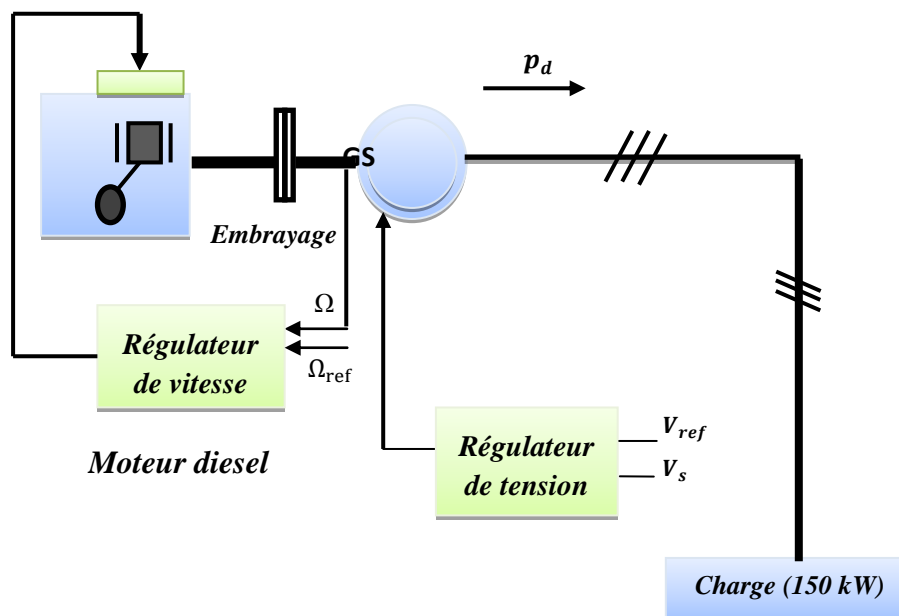 p_d
GS
Embrayage
Ω
Ω_ref
Régulateur
de vitesse
Moteur diesel
Régulateur
de tension
V_ref
V_s
Charge (150 kW)